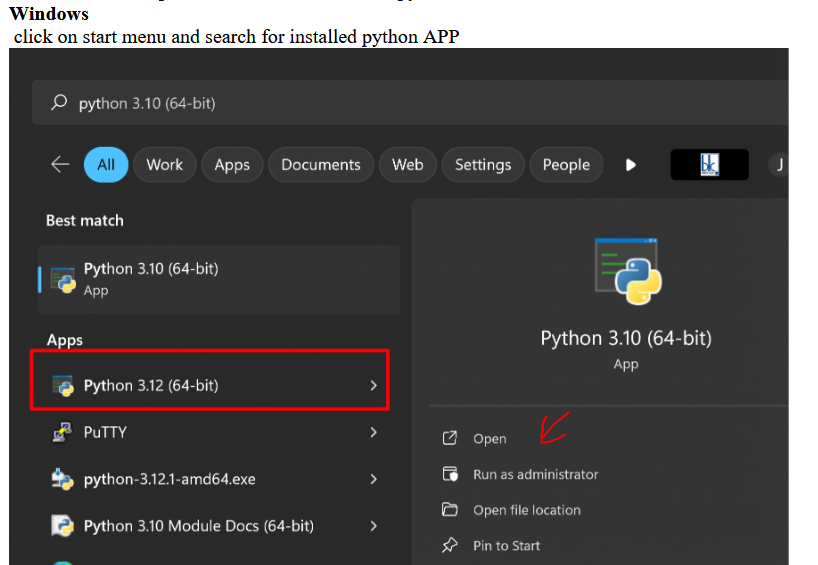 Windows
click on start menu and search for installed python APP
python 3.10 (64-bit)
All Work Apps Documents Web Settings People
J
Best match
Python 3.10 (64-bit)
App
Apps
Python 3.12 (64-bit)
PuTTY
python-3.12.1-amd64.exe
Python 3.10 Module Docs (64-bit)
Python 3.10 (64-bit)
App
Open
Run as administrator
Open file location
Pin to Start